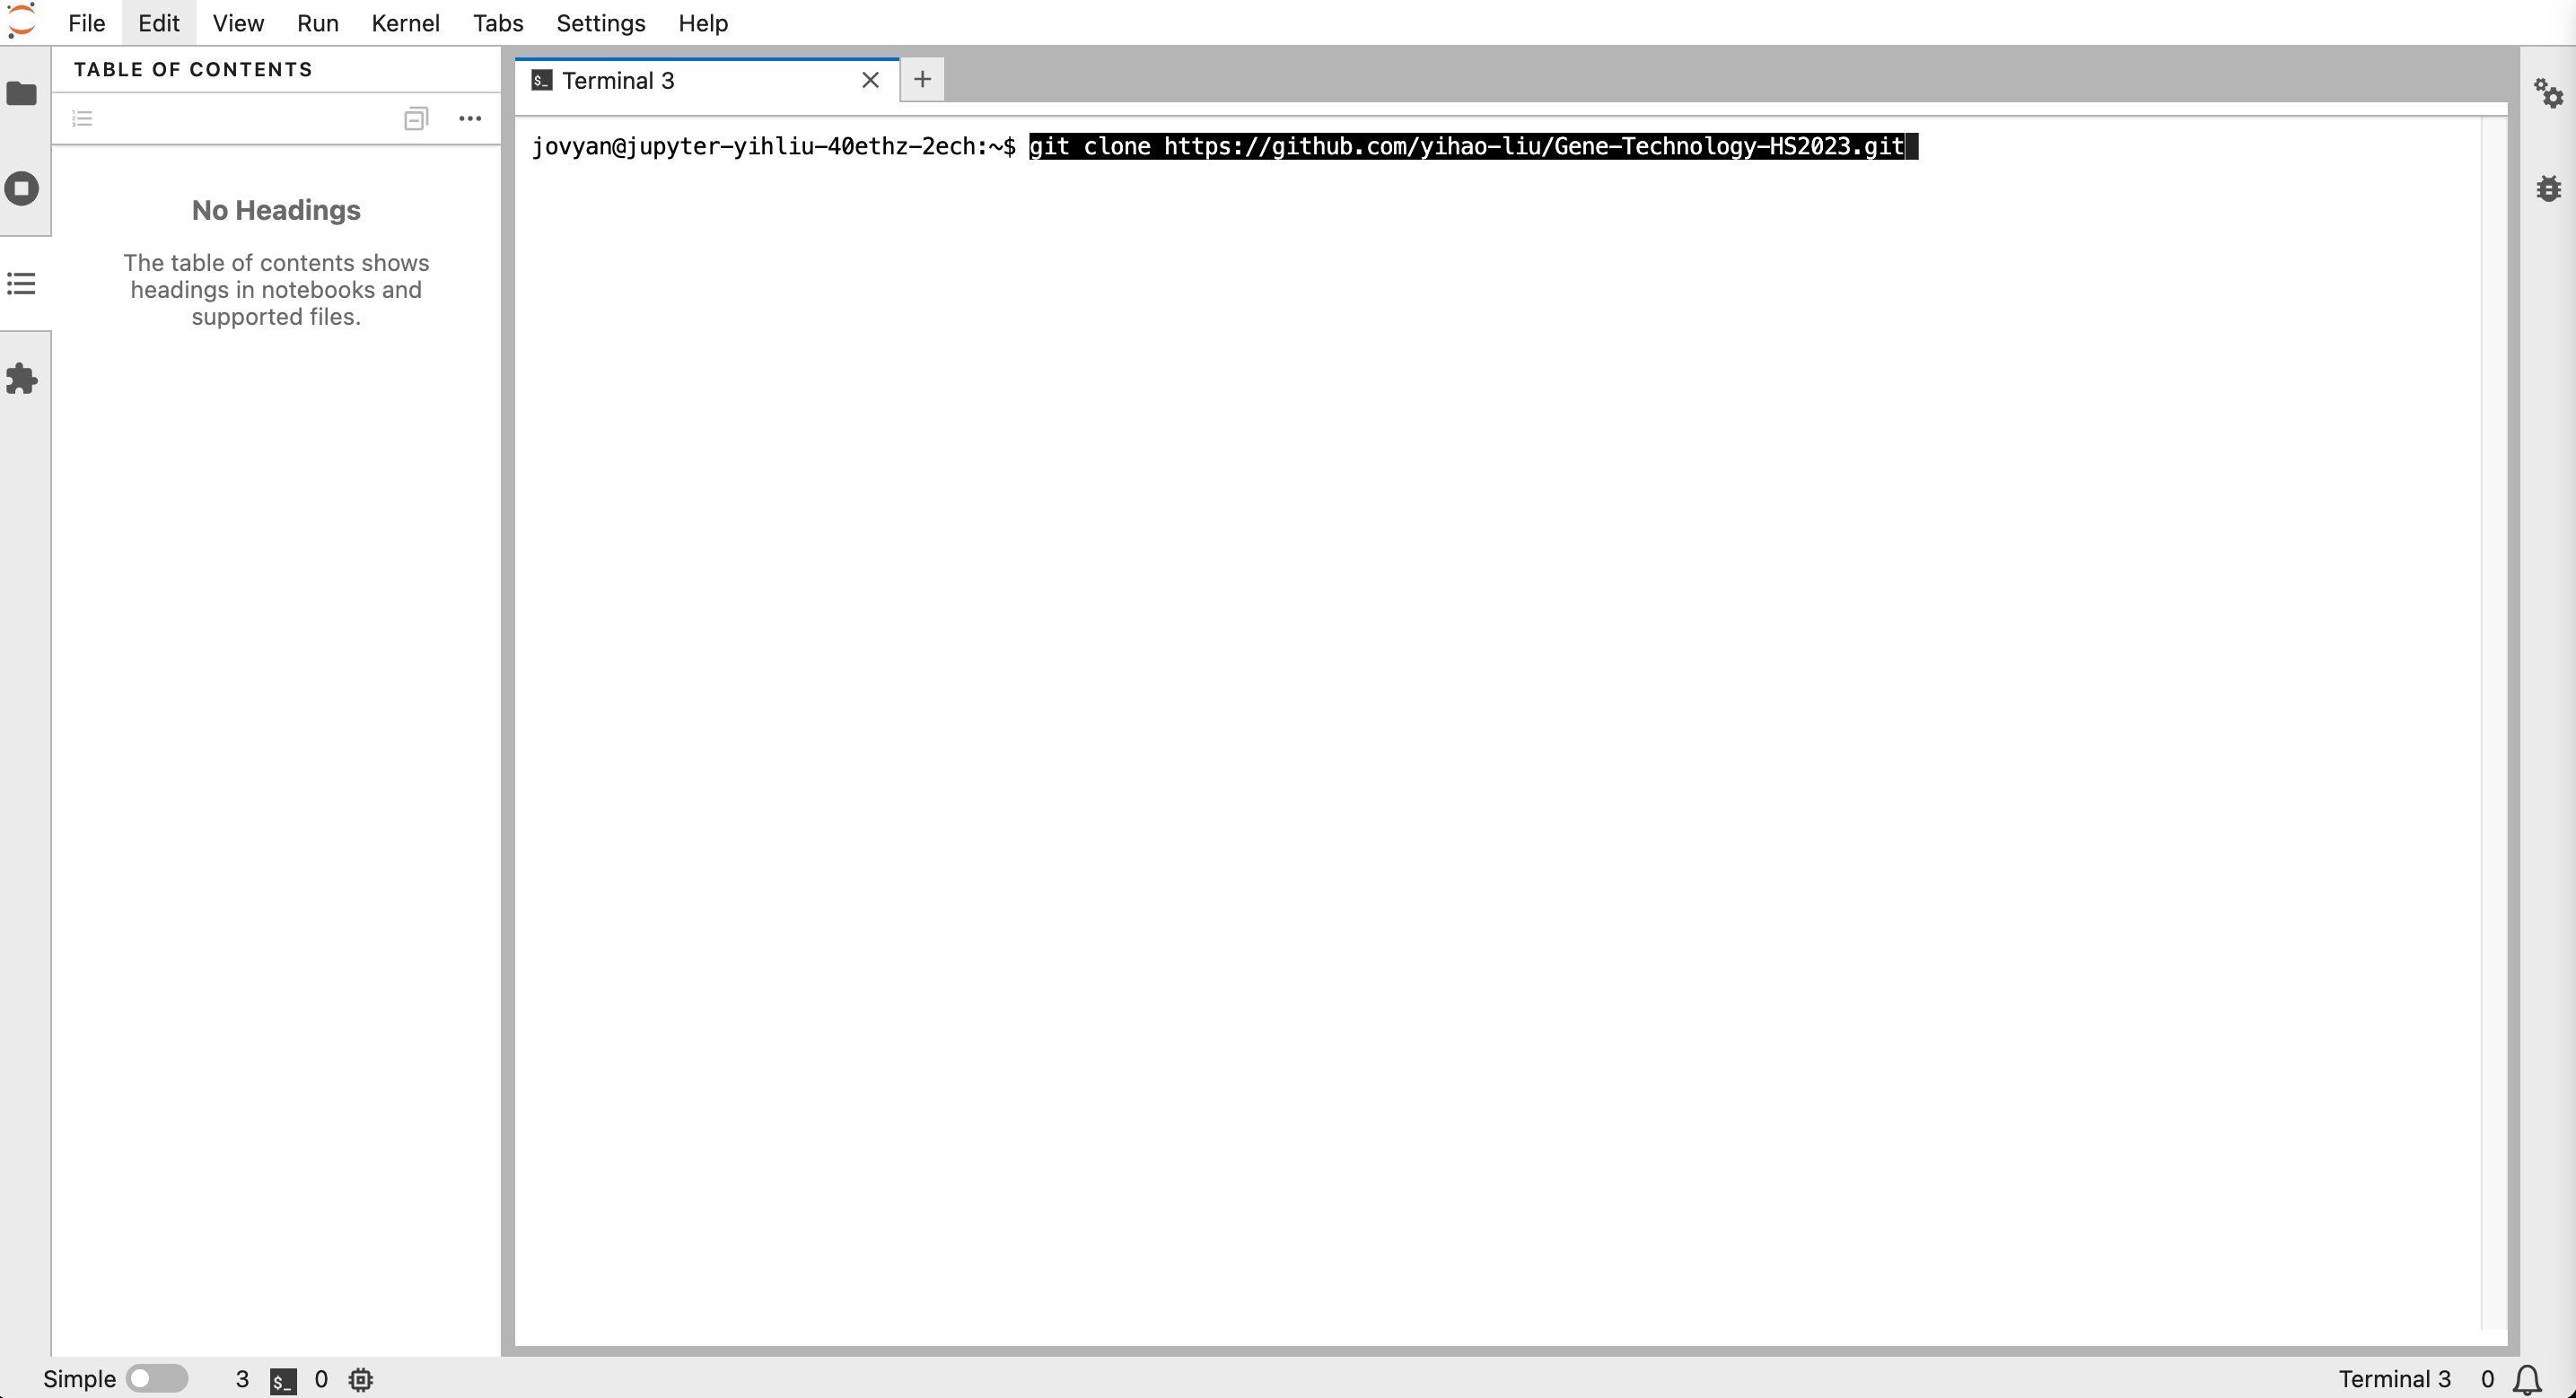 File Edit View Run Kernel Tabs Settings Help
TABLE OF CONTENTS
No Headings
The table of contents shows
headings in notebooks and
supported files.
Terminal 3
jovyan@jupyter-yihliu-40ethz-2ech:~$ git clone https://github.com/yihao-liu/Gene-Technology-HS2023.git
Simple 3 $_ 0 Terminal 3 0